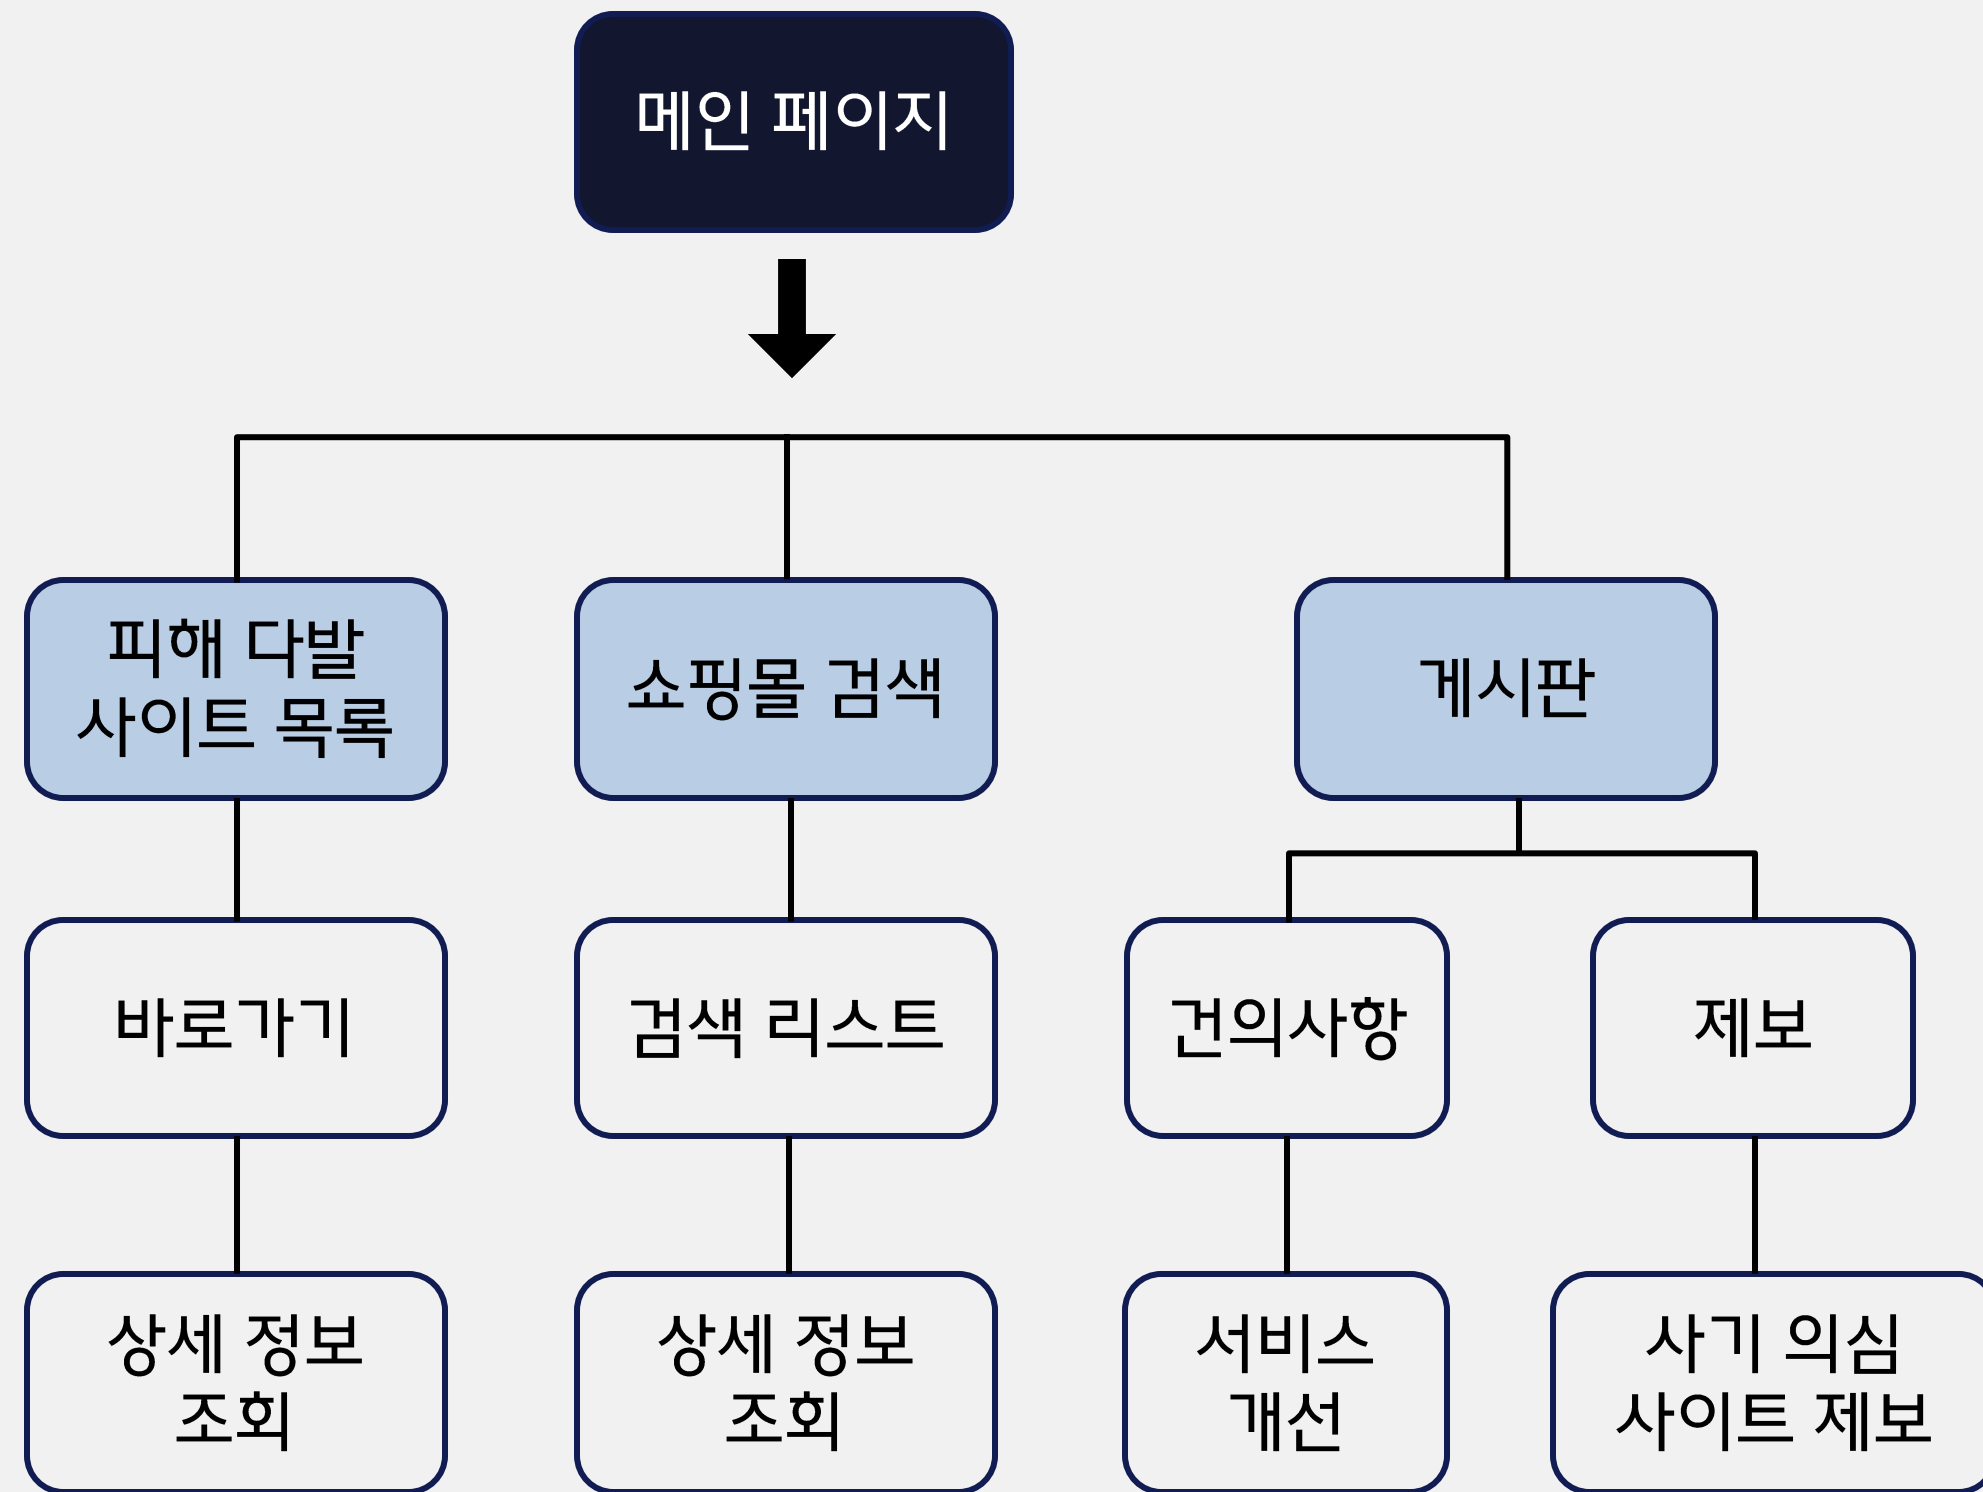 메인 페이지
피해 다발
사이트 목록
쇼핑몰 검색
게시판
바로가기
검색 리스트
건의사항
제보
상세 정보
조회
상세 정보
조회
서비스
개선
사기 의심
사이트 제보